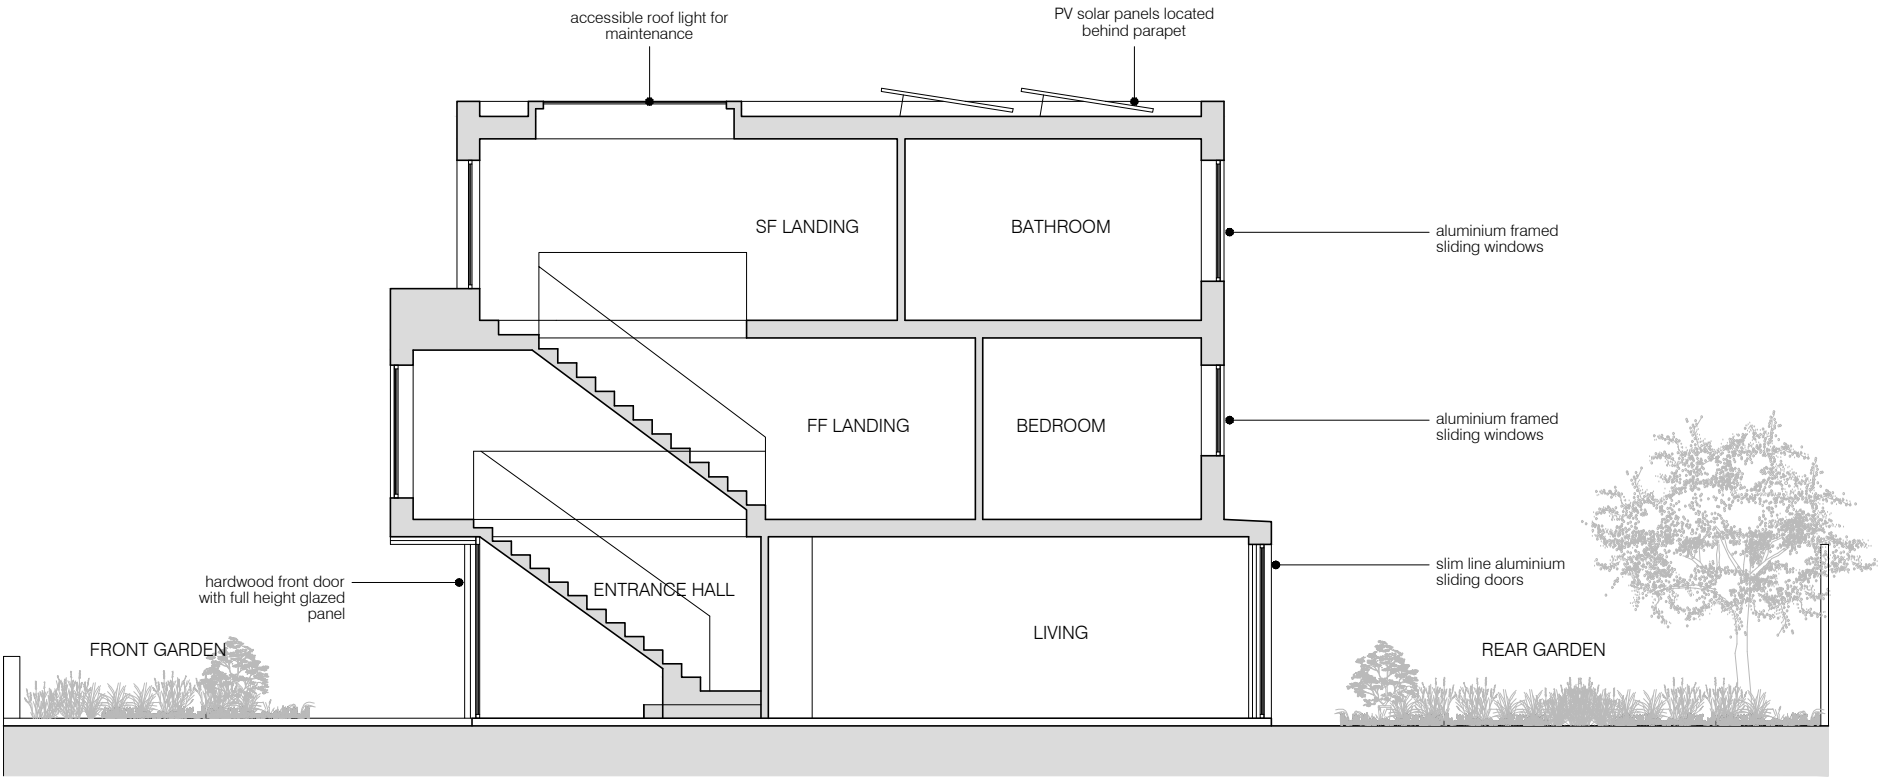 accessible roof light for
maintenance
PV solar panels located
behind parapet
SF LANDING
BATHROOM
aluminium framed
sliding windows
FF LANDING
BEDROOM
aluminium framed
sliding windows
hardwood front door
with full height glazed
panel
ENTRANCE HALL
slim line aluminium
sliding doors
LIVING
FRONT GARDEN
REAR GARDEN